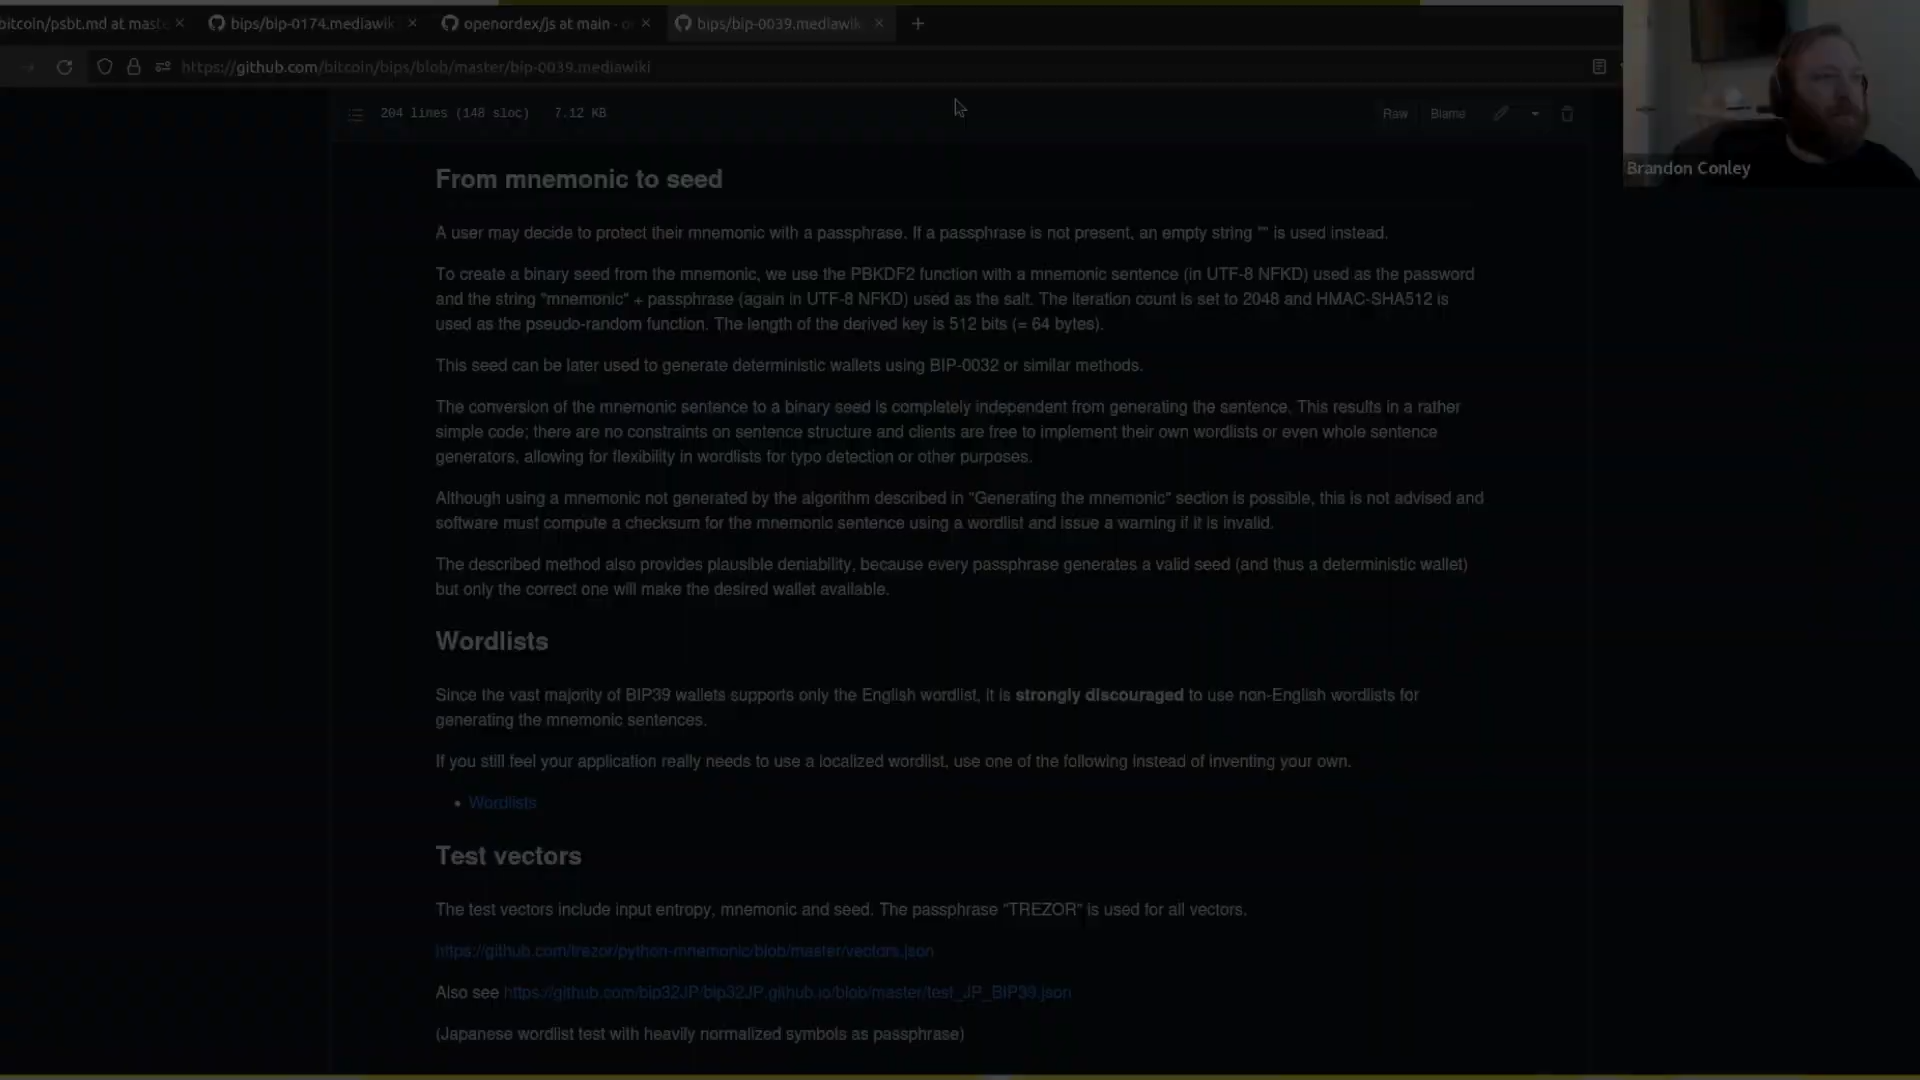 bitcoin/psbt.md at maste
bips/bip-0174.mediawik
openordex/js at main · o
bips/bip-0039.mediawik
https://github.com/bitcoin/bips/blob/master/bip-0039.mediawiki
204 lines (148 sloc) 7.12 KB
Raw Blame
Brandon Conley
From mnemonic to seed
A user may decide to protect their mnemonic with a passphrase. If a passphrase is not present, an empty string "" is used instead.
To create a binary seed from the mnemonic, we use the PBKDF2 function with a mnemonic sentence (in UTF-8 NFKD) used as the password
and the string "mnemonic" + passphrase (again in UTF-8 NFKD) used as the salt. The iteration count is set to 2048 and HMAC-SHA512 is
used as the pseudo-random function. The length of the derived key is 512 bits (= 64 bytes).
This seed can be later used to generate deterministic wallets using BIP-0032 or similar methods.
The conversion of the mnemonic sentence to a binary seed is completely independent from generating the sentence. This results in a rather
simple code; there are no constraints on sentence structure and clients are free to implement their own wordlists or even whole sentence
generators, allowing for flexibility in wordlists for typo detection or other purposes.
Although using a mnemonic not generated by the algorithm described in "Generating the mnemonic" section is possible, this is not advised and
software must compute a checksum for the mnemonic sentence using a wordlist and issue a warning if it is invalid.
The described method also provides plausible deniability, because every passphrase generates a valid seed (and thus a deterministic wallet)
but only the correct one will make the desired wallet available.
Wordlists
Since the vast majority of BIP39 wallets supports only the English wordlist, it is strongly discouraged to use non-English wordlists for
generating the mnemonic sentences.
If you still feel your application really needs to use a localized wordlist, use one of the following instead of inventing your own.
• Wordlists
Test vectors
The test vectors include input entropy, mnemonic and seed. The passphrase "TREZOR" is used for all vectors.
https://github.com/trezor/python-mnemonic/blob/master/vectors.json
Also see https://github.com/bip32JP/bip32JP.github.io/blob/master/test_JP_BIP39.json
(Japanese wordlist test with heavily normalized symbols as passphrase)